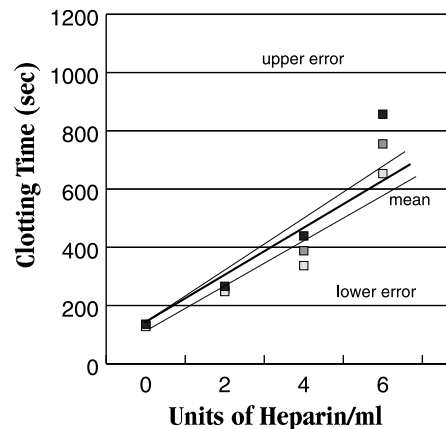 1200
1000
800
600
400
200
0
Clotting Time (sec)
upper error
mean
lower error
0 2 4 6
Units of Heparin/ml